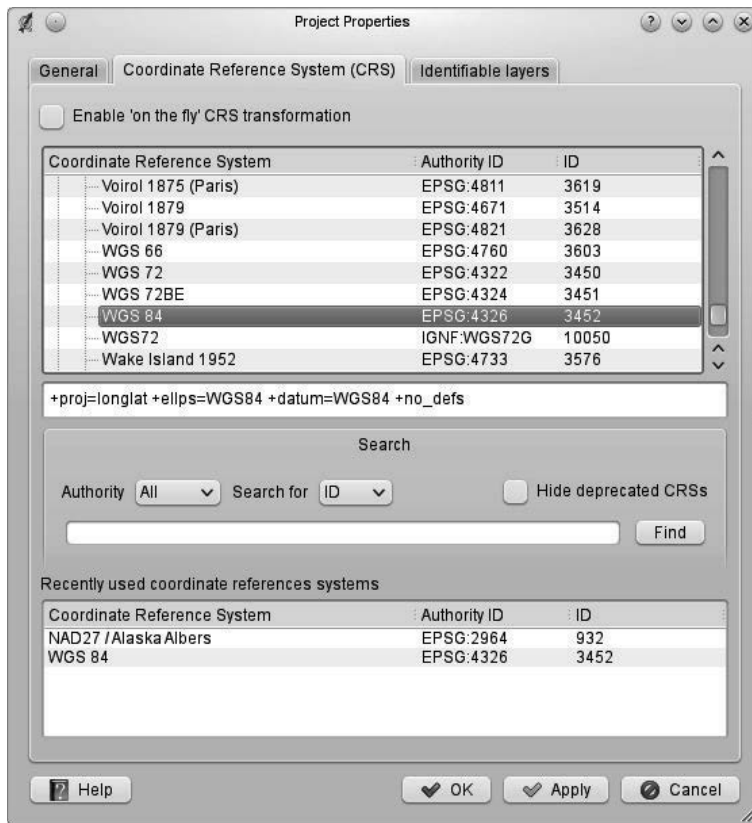 Project Properties
General Coordinate Reference System (CRS) Identifiable layers
Enable 'on the fly' CRS transformation
Coordinate Reference System Authority ID ID
Voirol 1875 (Paris) EPSG:4811 3619
Voirol 1879 EPSG:4671 3514
Voirol 1879 (Paris) EPSG:4821 3628
WGS 66 EPSG:4760 3603
WGS 72 EPSG:4322 3450
WGS 72BE EPSG:4324 3451
WGS 84 EPSG:4326 3452
WGS72 IGNF:WGS72G 10050
Wake Island 1952 EPSG:4733 3576
+proj=longlat +ellps=WGS84 +datum=WGS84 +no_defs
Search
Authority All Search for ID Hide deprecated CRSs
Find
Recently used coordinate references systems
Coordinate Reference System Authority ID ID
NAD27 / Alaska Albers EPSG:2964 932
WGS 84 EPSG:4326 3452
Help OK Apply Cancel